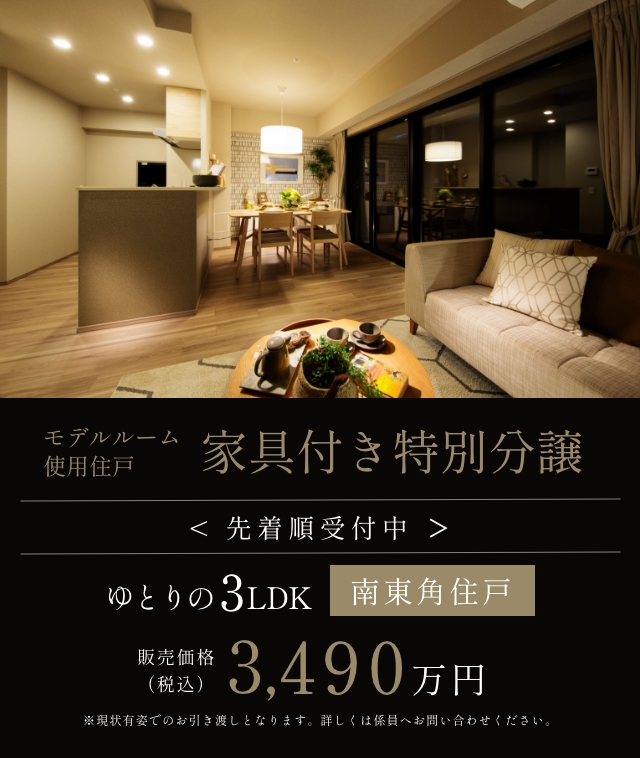 モデルルーム
使用住戸
家具付き特別分譲
< 先着順受付中 >
ゆとりの3LDK 南東角住戸
販売価格
（税込）
3,490万円
※現状有姿でのお引き渡しとなります。詳しくは係員へお問い合わせください。